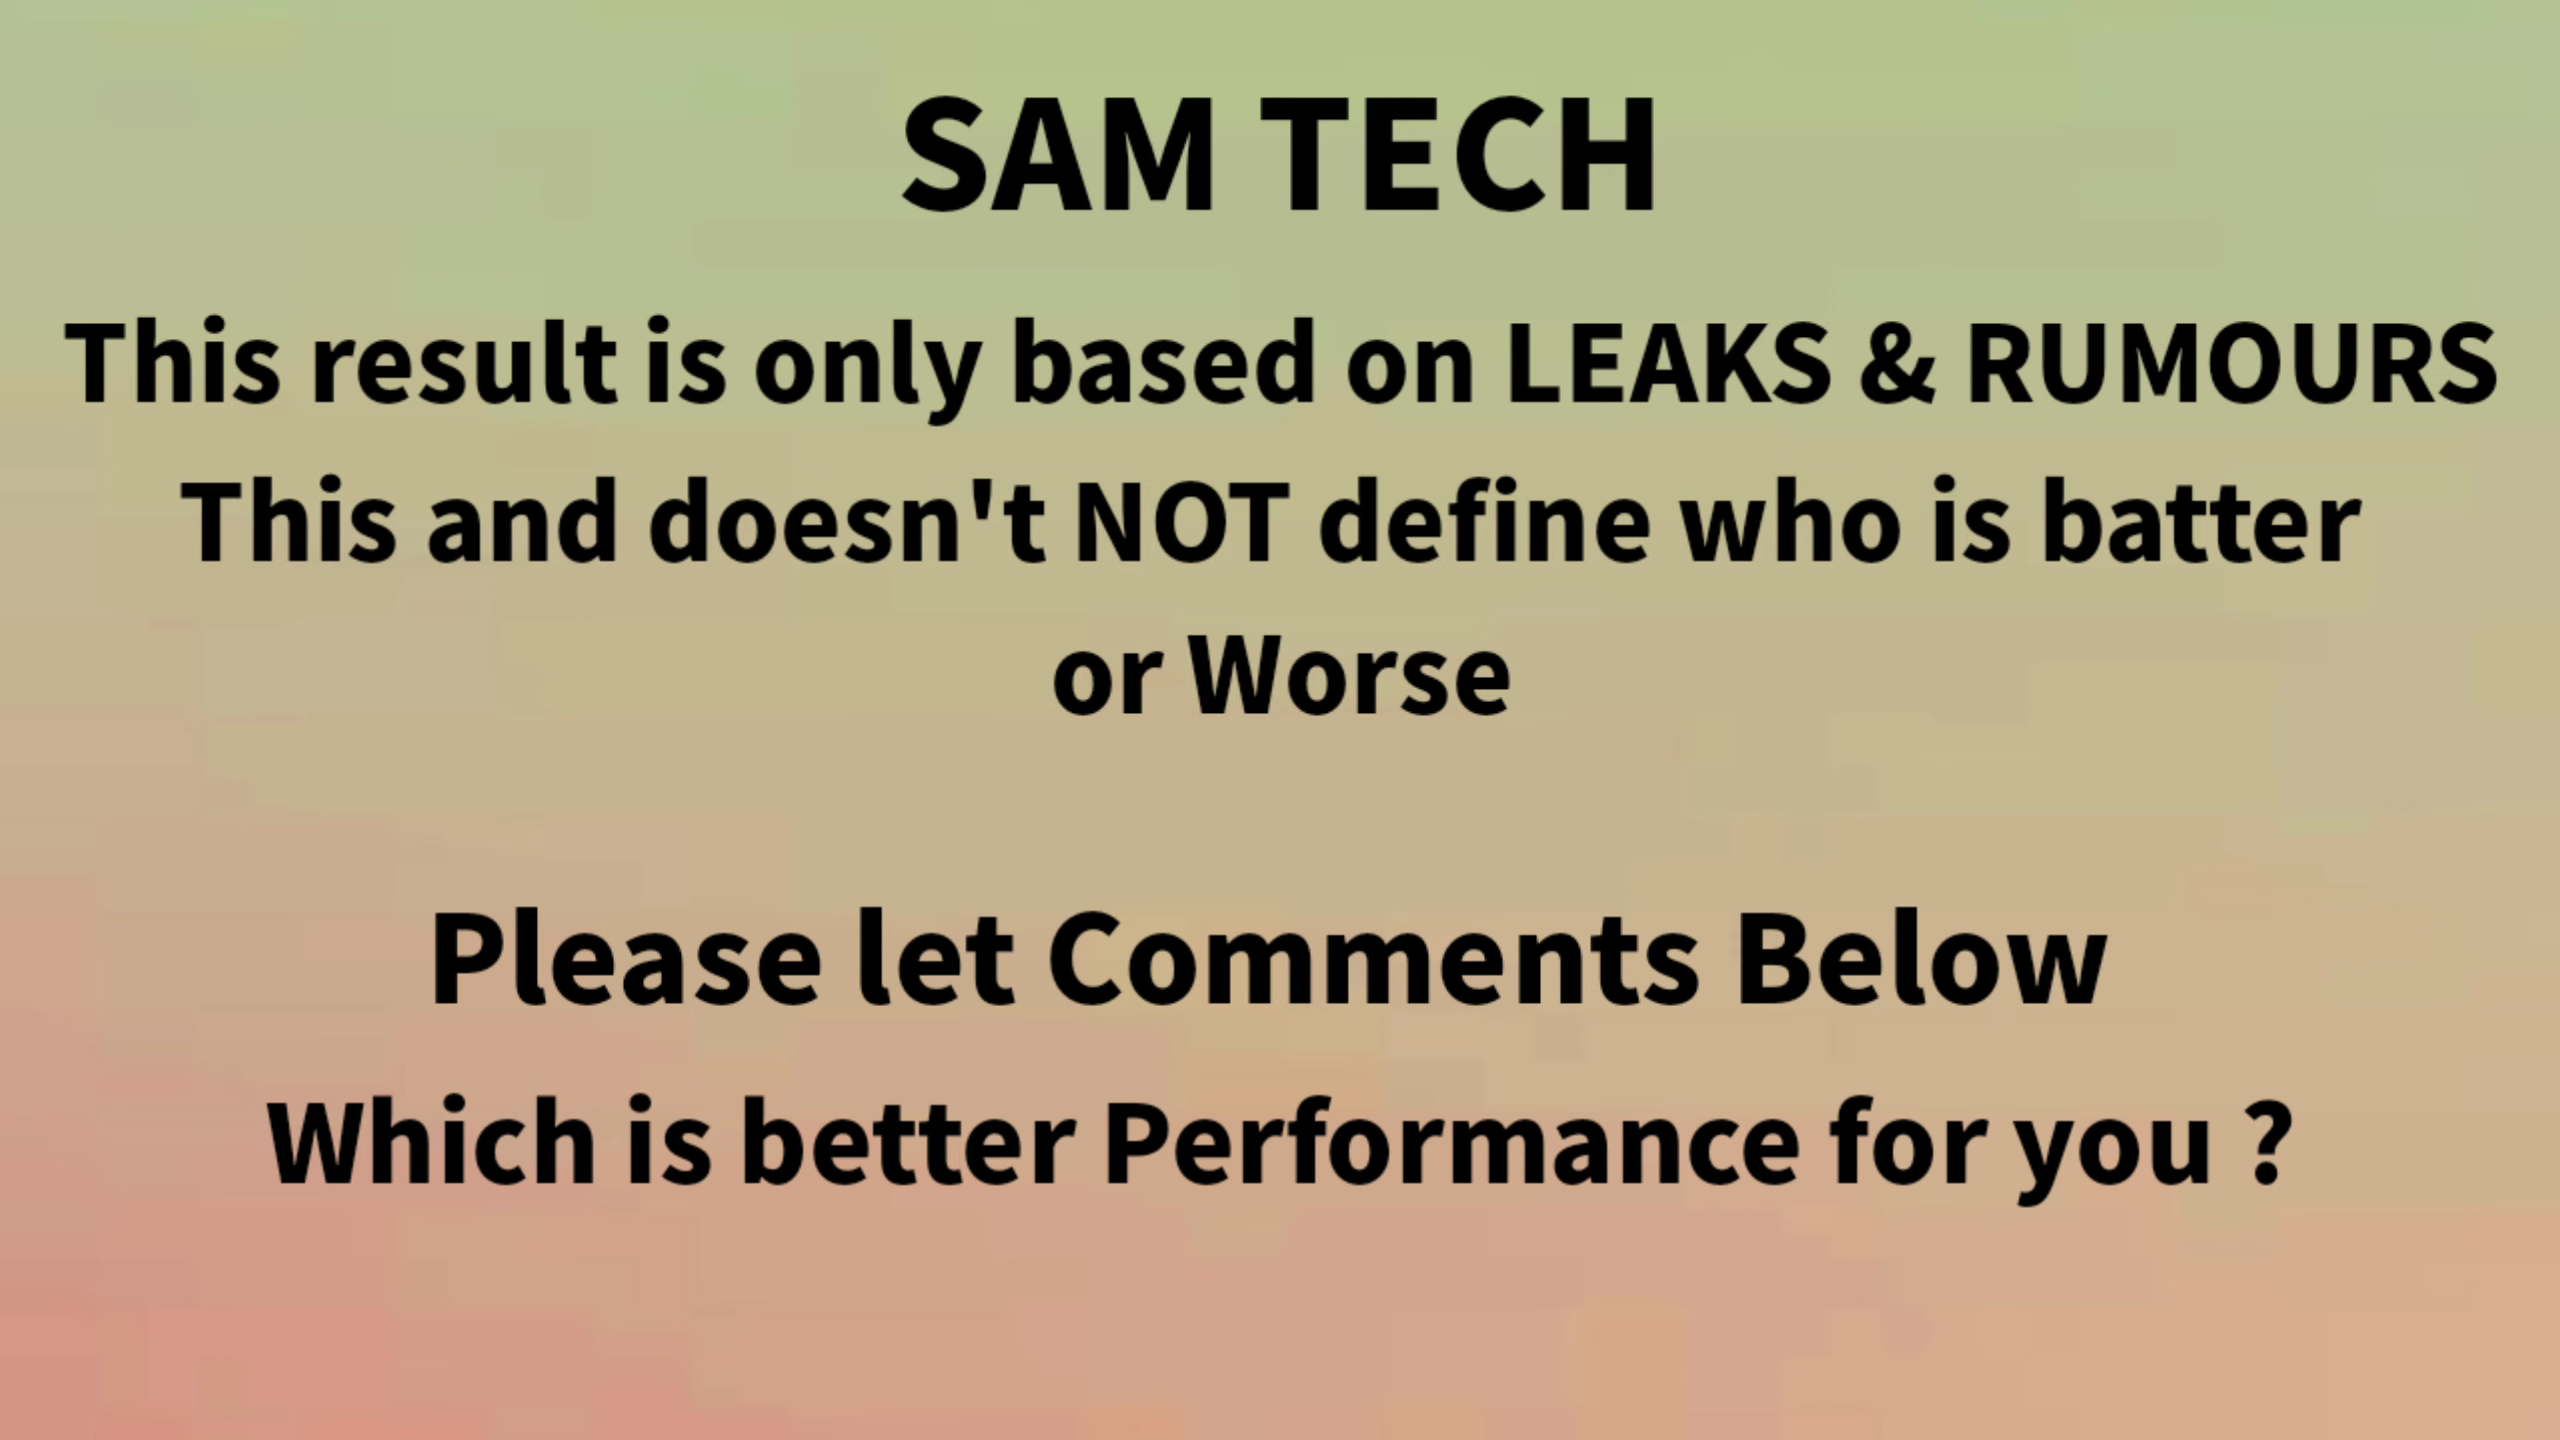 SAM TECH
This result is only based on LEAKS & RUMOURS
This and doesn't NOT define who is batter
or Worse
Please let Comments Below
Which is better Performance for you ?